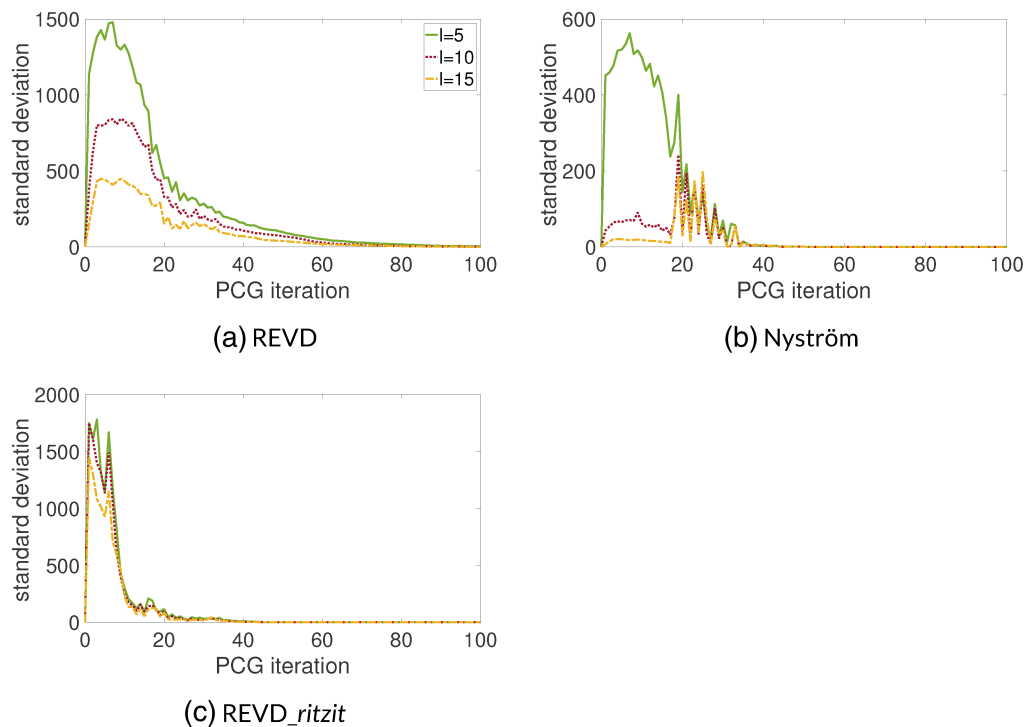 1500
1000
500
0
standard deviation
0 20 40 60 80 100
PCG iteration
l=5
l=10
l=15
(a) REVD
600
400
200
0
standard deviation
0 20 40 60 80 100
PCG iteration
(b) Nyström
2000
1500
1000
500
0
standard deviation
0 20 40 60 80 100
PCG iteration
(c) REVD_ritzit